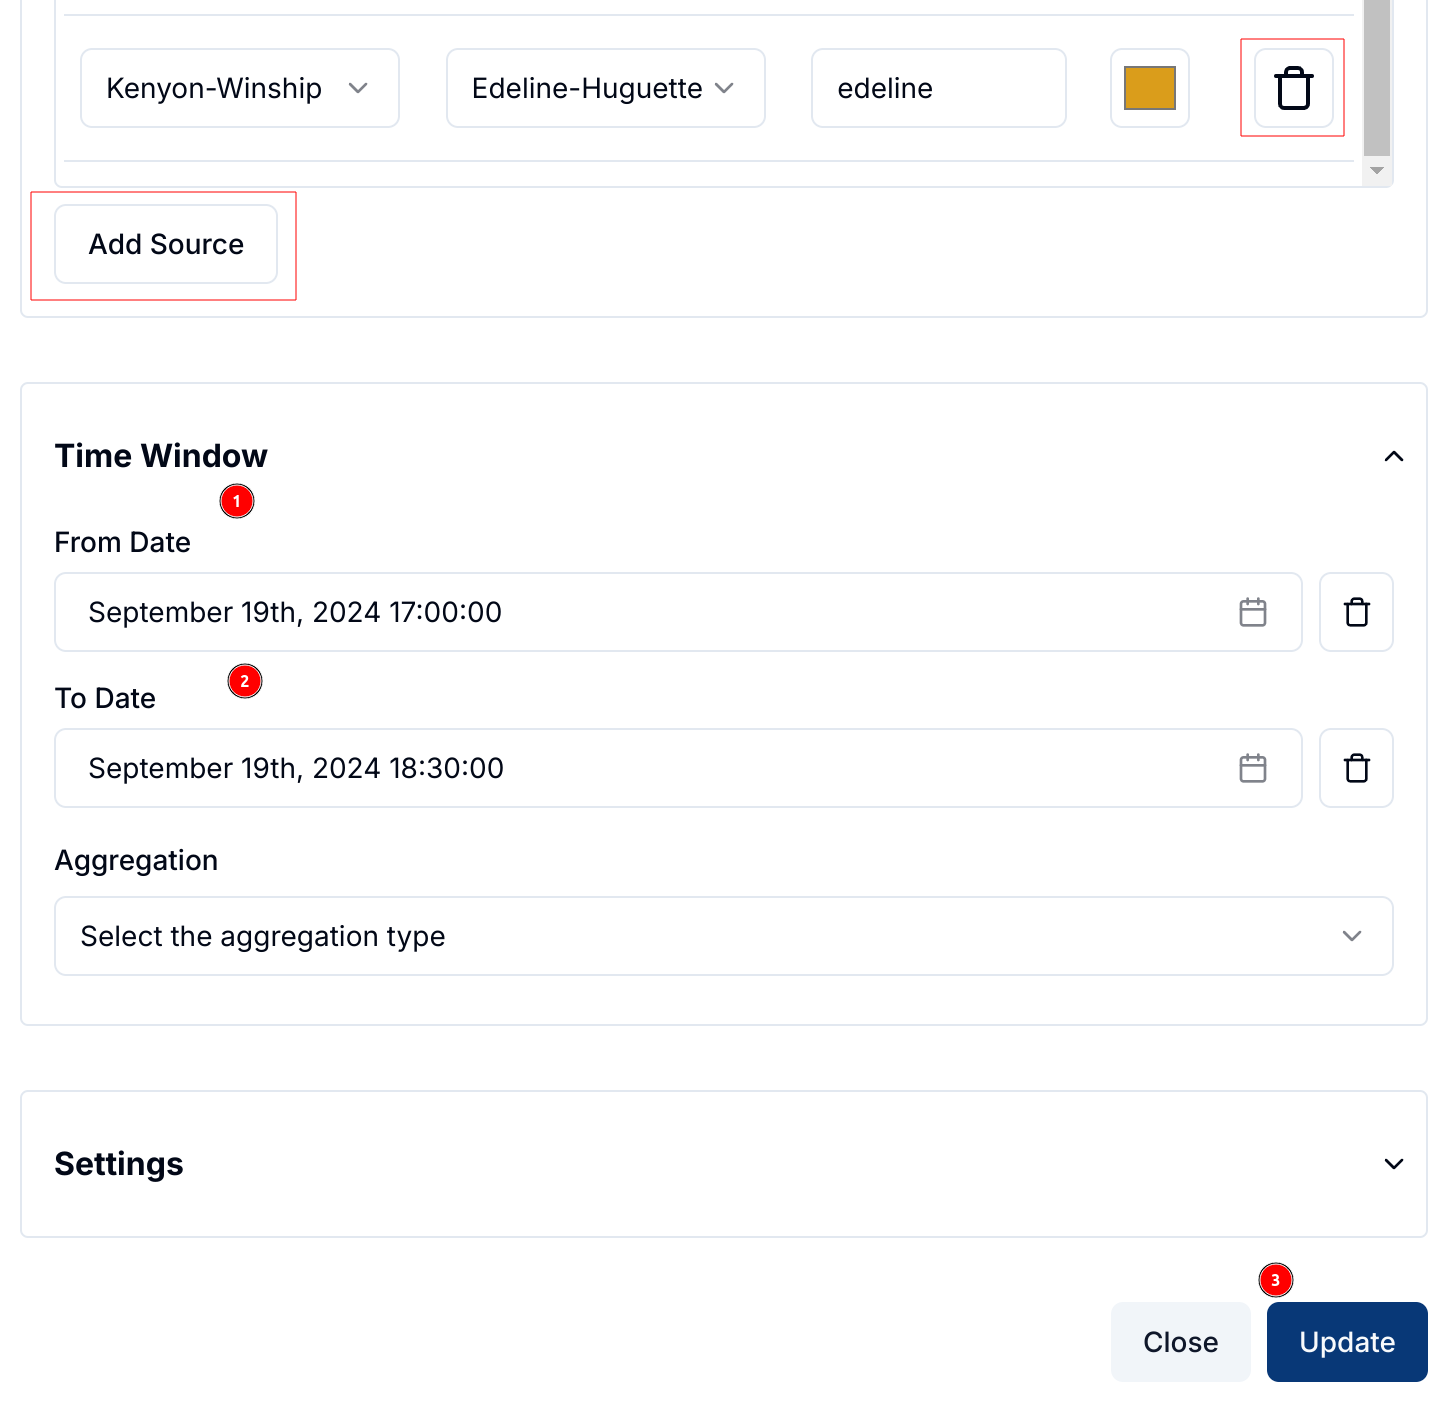 Kenyon-Winship Edeline-Huguette edeline
Add Source
Time Window
1
From Date
September 19th, 2024 17:00:00
2
To Date
September 19th, 2024 18:30:00
Aggregation
Select the aggregation type
Settings
3
Close Update